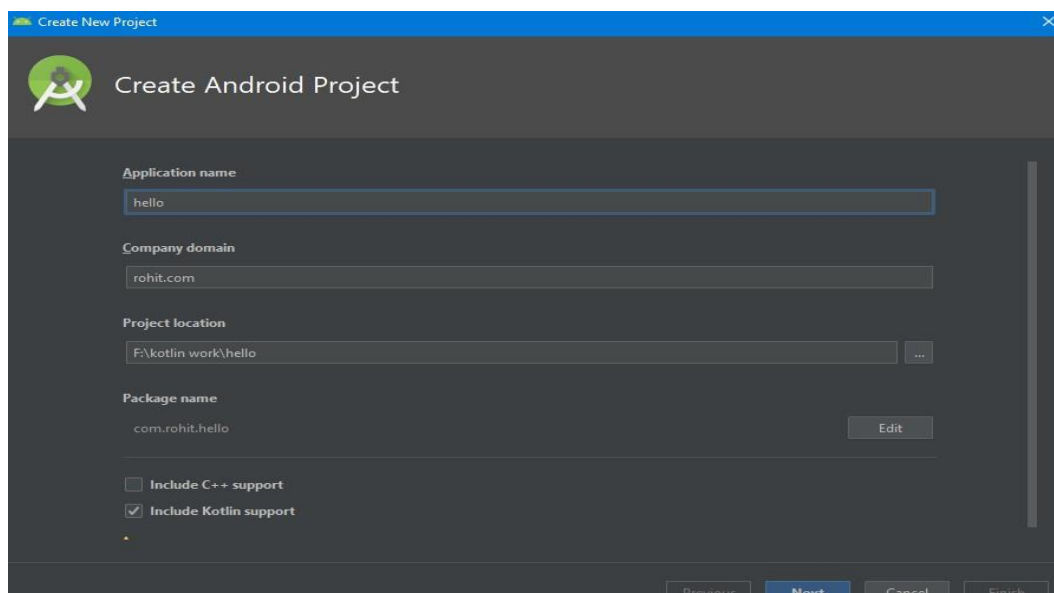 Create New Project
Create Android Project
Application name
hello
Company domain
rohit.com
Project location
F:\kotlin work\hello
...
Package name
com.rohit.hello
Edit
Include C++ support
Include Kotlin support
Previous Next Cancel Finish